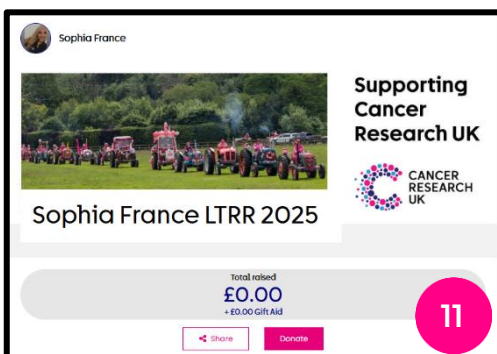 Sophia France
Supporting
Cancer
Research UK
CANCER
RESEARCH
UK
Sophia France LTRR 2025
Total raised
£0.00
+ £0.00 Gift Aid
Share
Donate
11